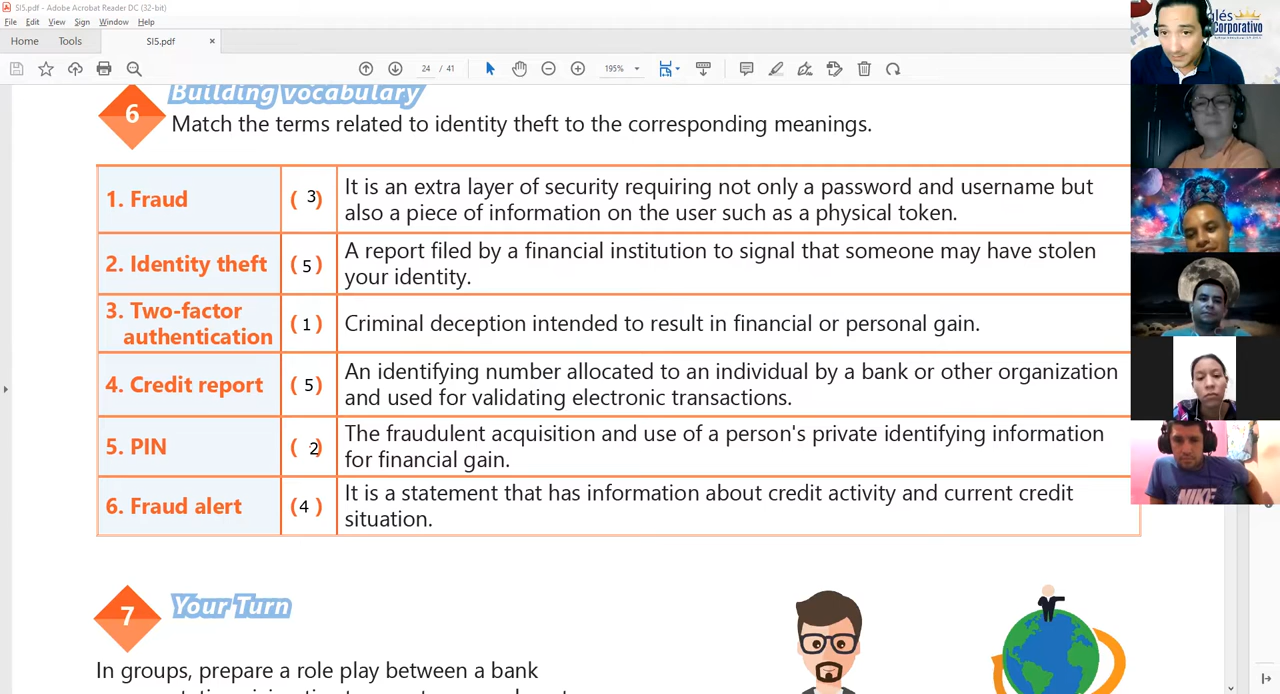 SI5.pdf - Adobe Acrobat Reader DC (32-bit)
File Edit View Sign Window Help
Home Tools SI5.pdf ×
24 / 41 195%
glés
Corporativo
6 Building vocabulary
Match the terms related to identity theft to the corresponding meanings.
1. Fraud ( 3) It is an extra layer of security requiring not only a password and username but
also a piece of information on the user such as a physical token.
2. Identity theft ( 5 ) A report filed by a financial institution to signal that someone may have stolen
your identity.
3. Two-factor
authentication ( 1 ) Criminal deception intended to result in financial or personal gain.
4. Credit report ( 5 ) An identifying number allocated to an individual by a bank or other organization
and used for validating electronic transactions.
5. PIN ( 2) The fraudulent acquisition and use of a person's private identifying information
for financial gain.
6. Fraud alert (4 ) It is a statement that has information about credit activity and current credit
situation.
7 Your Turn
In groups, prepare a role play between a bank
NIKE